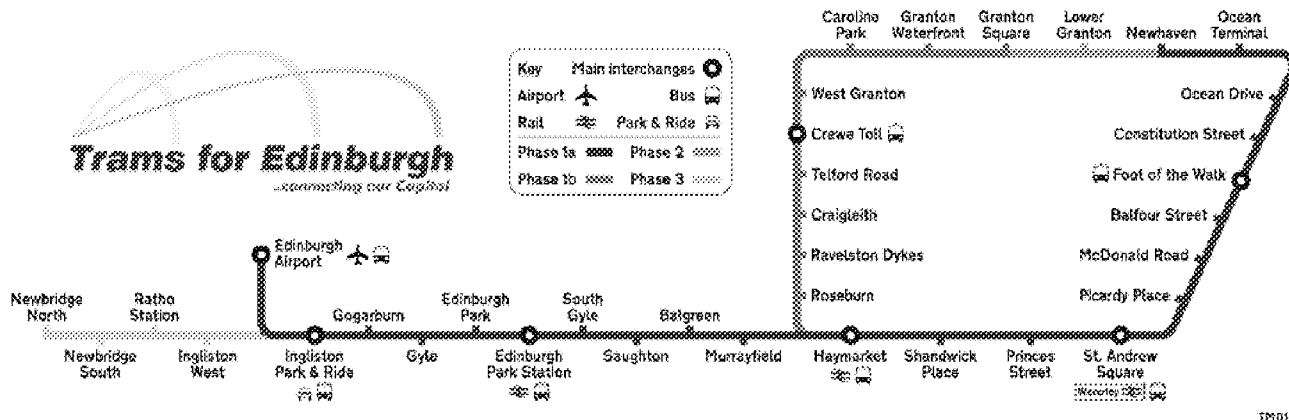 Trams for Edinburgh
...connecting our Capital
Key Main interchanges
Airport Bus
Rail Park & Ride
Phase 1a Phase 2
Phase 1b Phase 3
Caroline
Park
Granton
Waterfront
Granton
Square
Lower
Granton
Newhaven
Ocean
Terminal
West Granton
Crewe Toll
Telford Road
Craigleith
Ravelston Dykes
Roseburn
Ocean Drive
Constitution Street
Foot of the Walk
Balfour Street
McDonald Road
Picardy Place
Edinburgh
Airport
Newbridge
North
Ratho
Station
Gogarburn
Edinburgh
Park
South
Gyle
Balgreen
Newbridge
South
Ingliston
West
Ingliston
Park & Ride
Gyle
Edinburgh
Park Station
Saughton
Murrayfield
Haymarket
Shandwick
Place
Princes
Street
St. Andrew
Square
Waverley